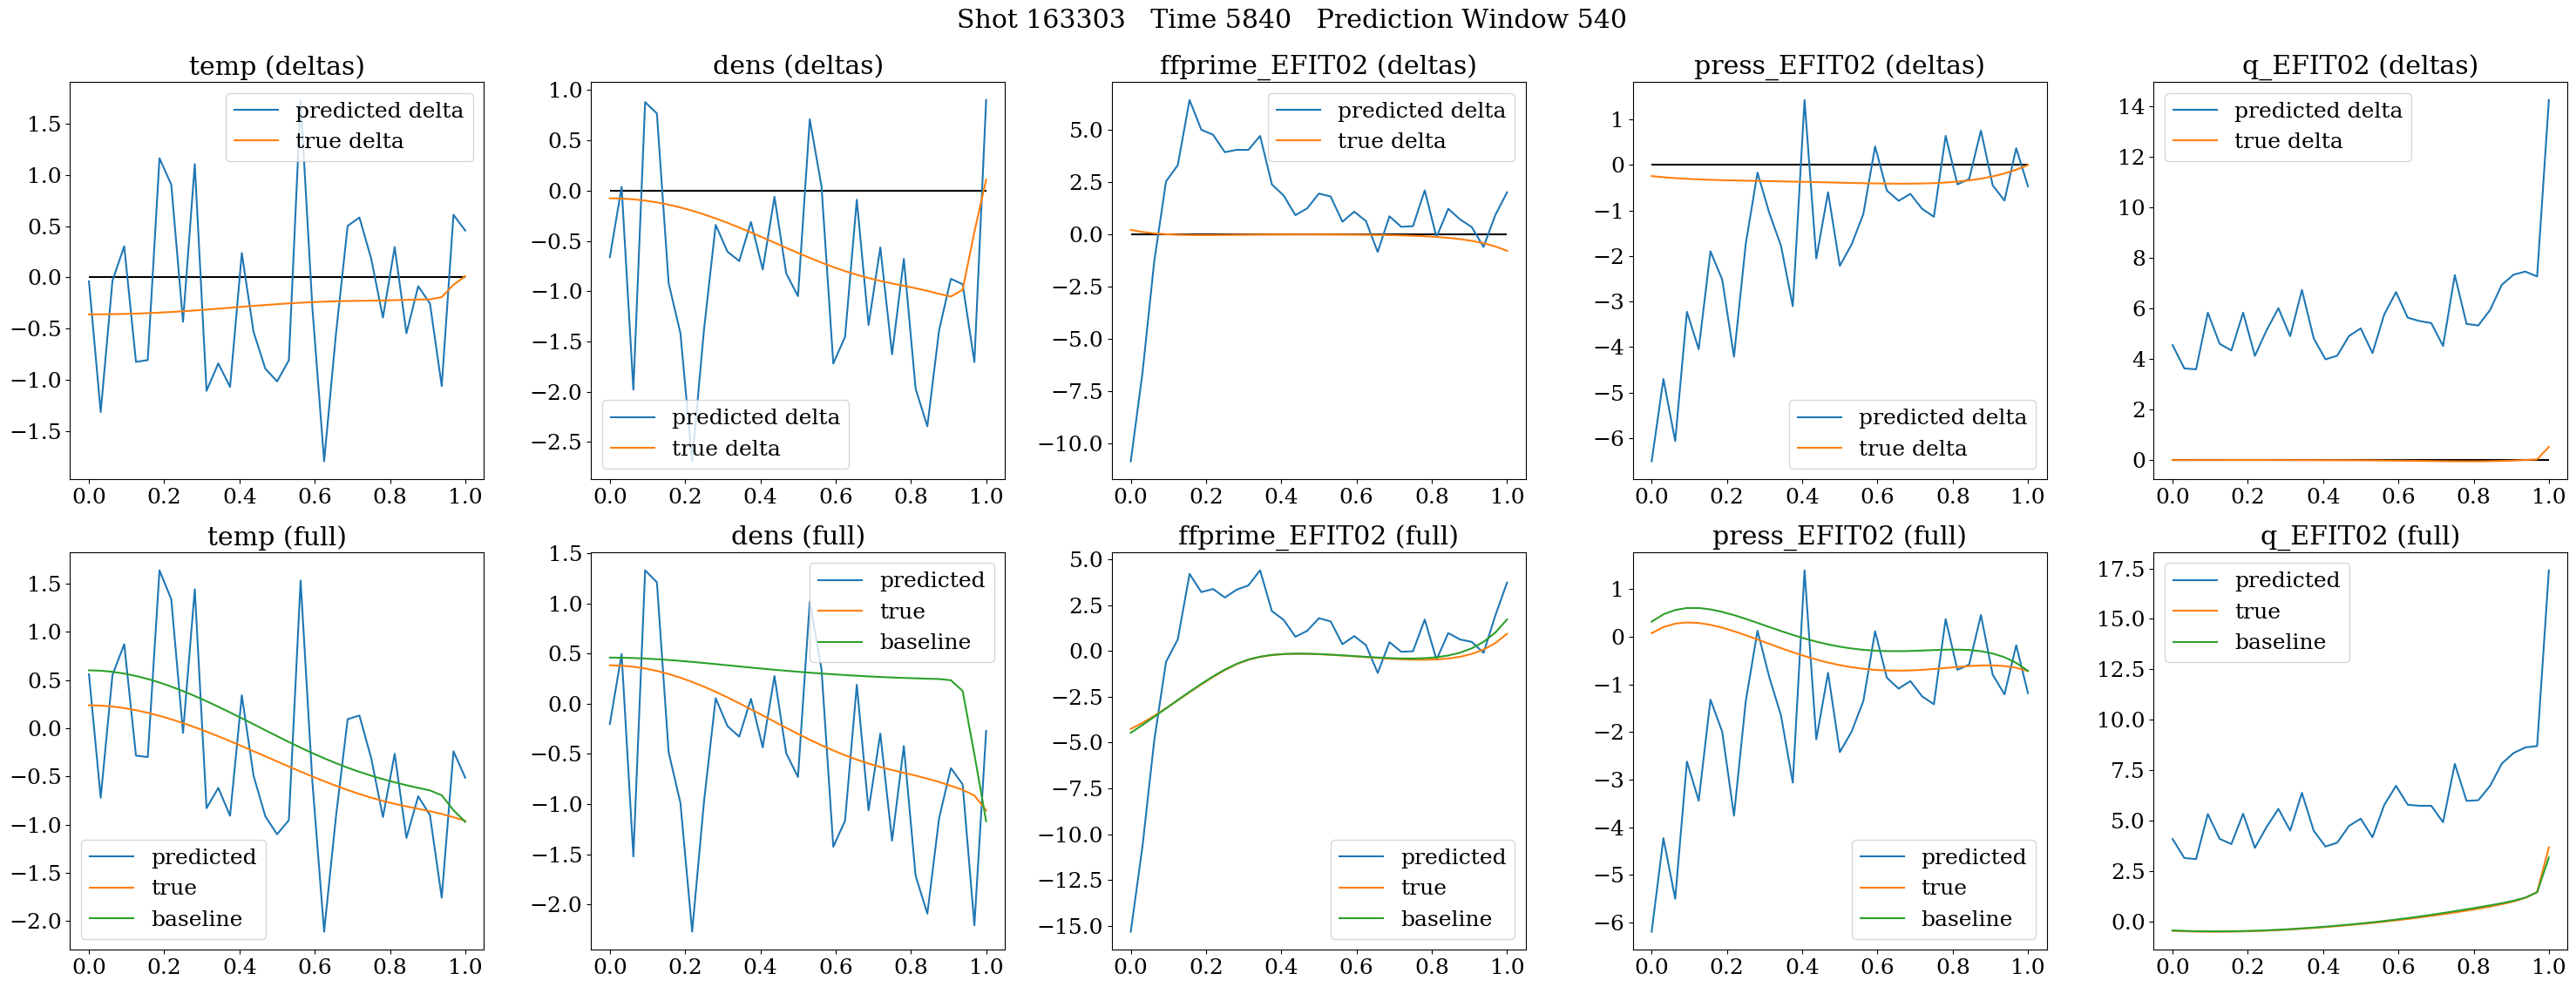 Shot 163303   Time 5840   Prediction Window 540
temp (deltas)
predicted delta
true delta
1.5
1.0
0.5
0.0
−0.5
−1.0
−1.5
0.0 0.2 0.4 0.6 0.8 1.0
dens (deltas)
1.0
0.5
0.0
−0.5
−1.0
−1.5
−2.0
−2.5
predicted delta
true delta
0.0 0.2 0.4 0.6 0.8 1.0
ffprime_EFIT02 (deltas)
predicted delta
true delta
5.0
2.5
0.0
−2.5
−5.0
−7.5
−10.0
0.0 0.2 0.4 0.6 0.8 1.0
press_EFIT02 (deltas)
1
0
−1
−2
−3
−4
−5
−6
predicted delta
true delta
0.0 0.2 0.4 0.6 0.8 1.0
q_EFIT02 (deltas)
predicted delta
true delta
14
12
10
8
6
4
2
0
0.0 0.2 0.4 0.6 0.8 1.0
temp (full)
1.5
1.0
0.5
0.0
−0.5
−1.0
−1.5
−2.0
predicted
true
baseline
0.0 0.2 0.4 0.6 0.8 1.0
dens (full)
predicted
true
baseline
1.5
1.0
0.5
0.0
−0.5
−1.0
−1.5
−2.0
0.0 0.2 0.4 0.6 0.8 1.0
ffprime_EFIT02 (full)
5.0
2.5
0.0
−2.5
−5.0
−7.5
−10.0
−12.5
−15.0
predicted
true
baseline
0.0 0.2 0.4 0.6 0.8 1.0
press_EFIT02 (full)
1
0
−1
−2
−3
−4
−5
−6
predicted
true
baseline
0.0 0.2 0.4 0.6 0.8 1.0
q_EFIT02 (full)
predicted
true
baseline
17.5
15.0
12.5
10.0
7.5
5.0
2.5
0.0
0.0 0.2 0.4 0.6 0.8 1.0